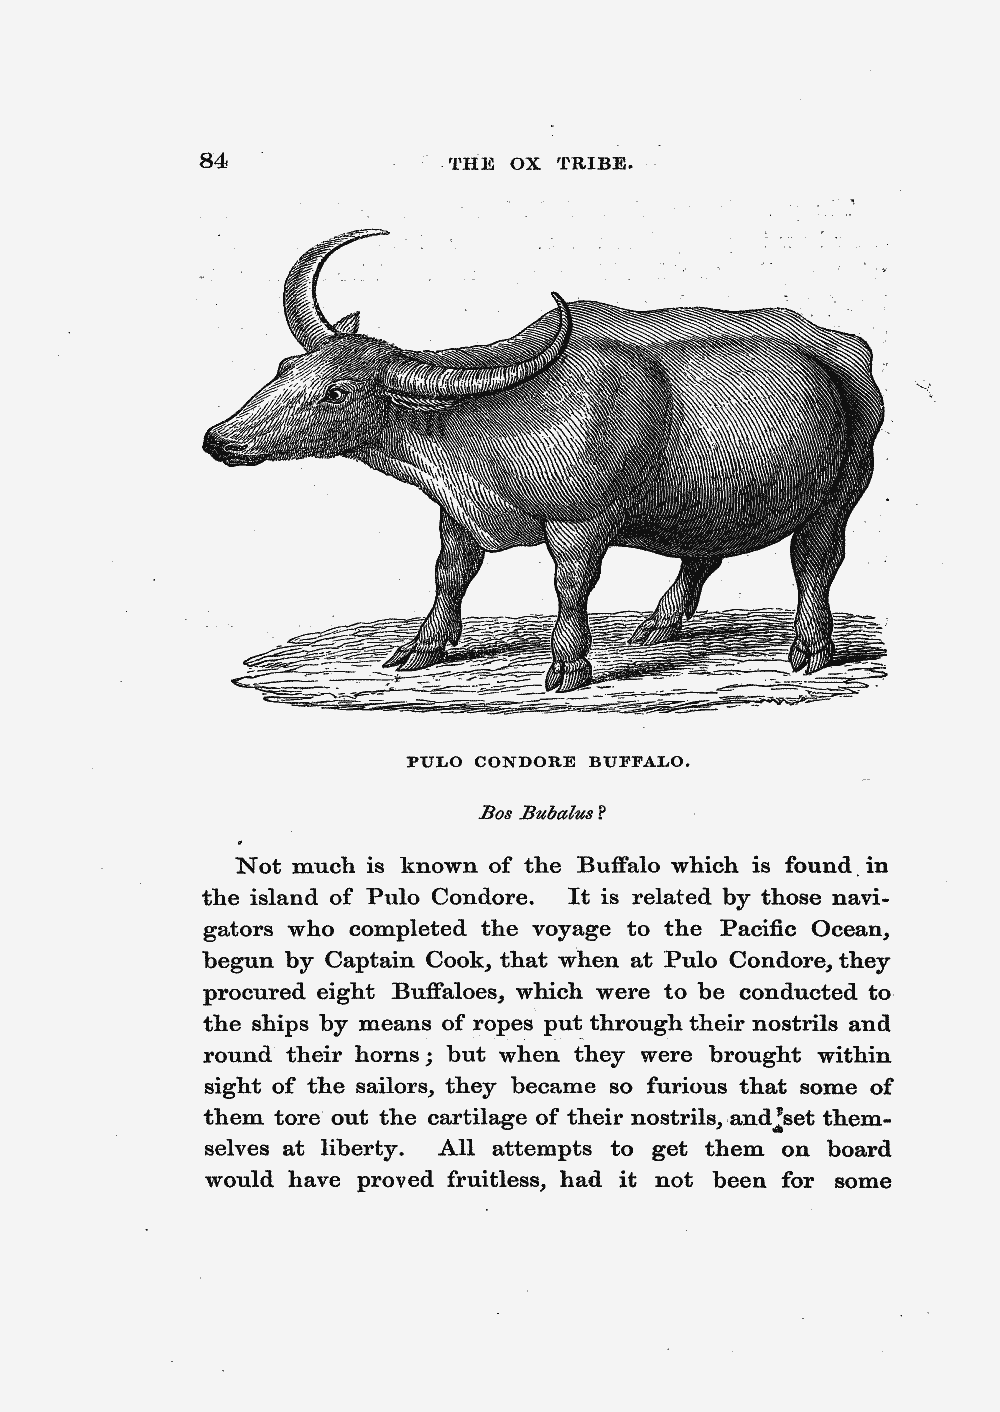 84
THE OX TRIBE.
PULO CONDORE BUFFALO.
Bos Bubalus?
Not much is known of the Buffalo which is found in
the island of Pulo Condore. It is related by those navi-
gators who completed the voyage to the Pacific Ocean,
begun by Captain Cook, that when at Pulo Condore, they
procured eight Buffaloes, which were to be conducted to
the ships by means of ropes put through their nostrils and
round their horns; but when they were brought within
sight of the sailors, they became so furious that some of
them tore out the cartilage of their nostrils, and set them-
selves at liberty. All attempts to get them on board
would have proved fruitless, had it not been for some